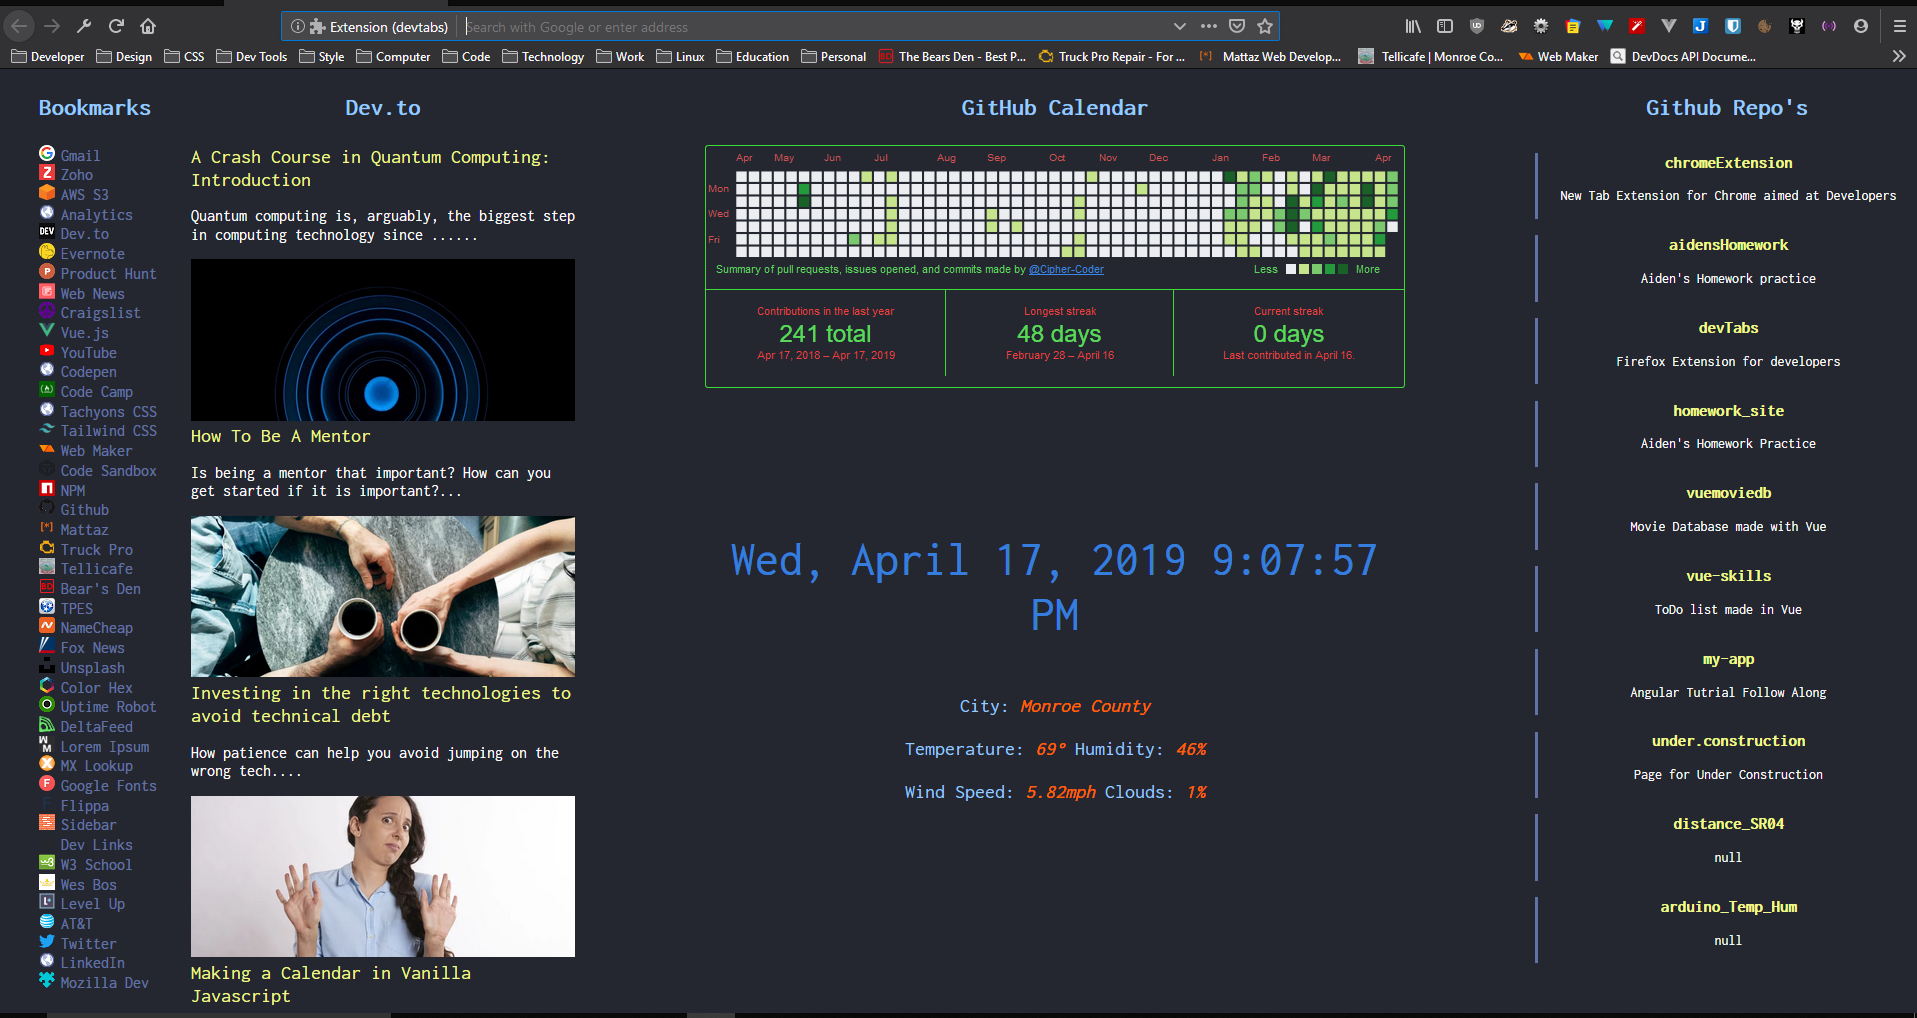 Extension (devtabs)
Search with Google or enter address
Developer
Design
CSS
Dev Tools
Style
Computer
Code
Technology
Work
Linux
Education
Personal
The Bears Den - Best P...
Truck Pro Repair - For ...
Mattaz Web Develop...
Tellicafe | Monroe Co...
Web Maker
DevDocs API Docume...
Bookmarks
Gmail
Zoho
AWS S3
Analytics
Dev.to
Evernote
Product Hunt
Web News
Craigslist
Vue.js
YouTube
Codepen
Code Camp
Tachyons CSS
Tailwind CSS
Web Maker
Code Sandbox
NPM
Github
Mattaz
Truck Pro
Tellicafe
Bear's Den
TPES
NameCheap
Fox News
Unsplash
Color Hex
Uptime Robot
DeltaFeed
Lorem Ipsum
MX Lookup
Google Fonts
Flippa
Sidebar
Dev Links
W3 School
Wes Bos
Level Up
AT&T
Twitter
LinkedIn
Mozilla Dev
Dev.to
A Crash Course in Quantum Computing:
Introduction
Quantum computing is, arguably, the biggest step
in computing technology since ......
How To Be A Mentor
Is being a mentor that important? How can you
get started if it is important?...
Investing in the right technologies to
avoid technical debt
How patience can help you avoid jumping on the
wrong tech....
Making a Calendar in Vanilla
Javascript
GitHub Calendar
Apr May Jun Jul Aug Sep Oct Nov Dec Jan Feb Mar Apr
Mon
Wed
Fri
Summary of pull requests, issues opened, and commits made by @Cipher-Coder
Less
More
Contributions in the last year
241 total
Apr 17, 2018 – Apr 17, 2019
Longest streak
48 days
February 28 – April 16
Current streak
0 days
Last contributed in April 16.
Wed, April 17, 2019 9:07:57
PM
City: Monroe County
Temperature: 69° Humidity: 46%
Wind Speed: 5.82mph Clouds: 1%
Github Repo's
chromeExtension
New Tab Extension for Chrome aimed at Developers
aidensHomework
Aiden's Homework practice
devTabs
Firefox Extension for developers
homework_site
Aiden's Homework Practice
vuemoviedb
Movie Database made with Vue
vue-skills
ToDo list made in Vue
my-app
Angular Tutrial Follow Along
under.construction
Page for Under Construction
distance_SR04
null
arduino_Temp_Hum
null